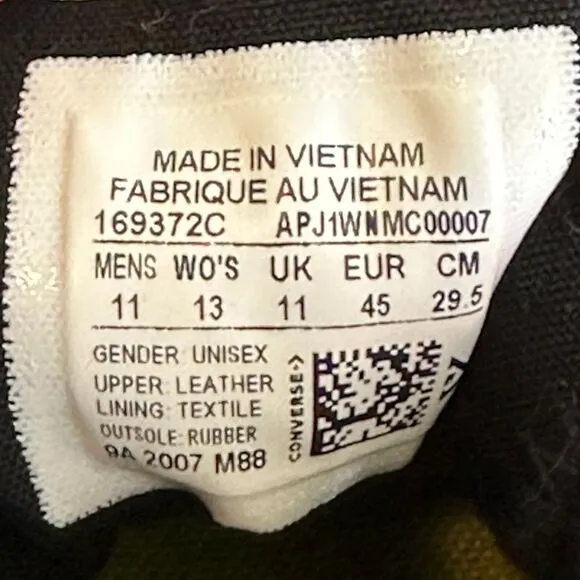 MADE IN VIETNAM
FABRIQUE AU VIETNAM
169372C APJ1WNMC00007
MENS WO'S UK EUR CM
11 13 11 45 29.5
GENDER: UNISEX
UPPER: LEATHER
LINING: TEXTILE
OUTSOLE: RUBBER
9A 2007 M88
CONVERSE->